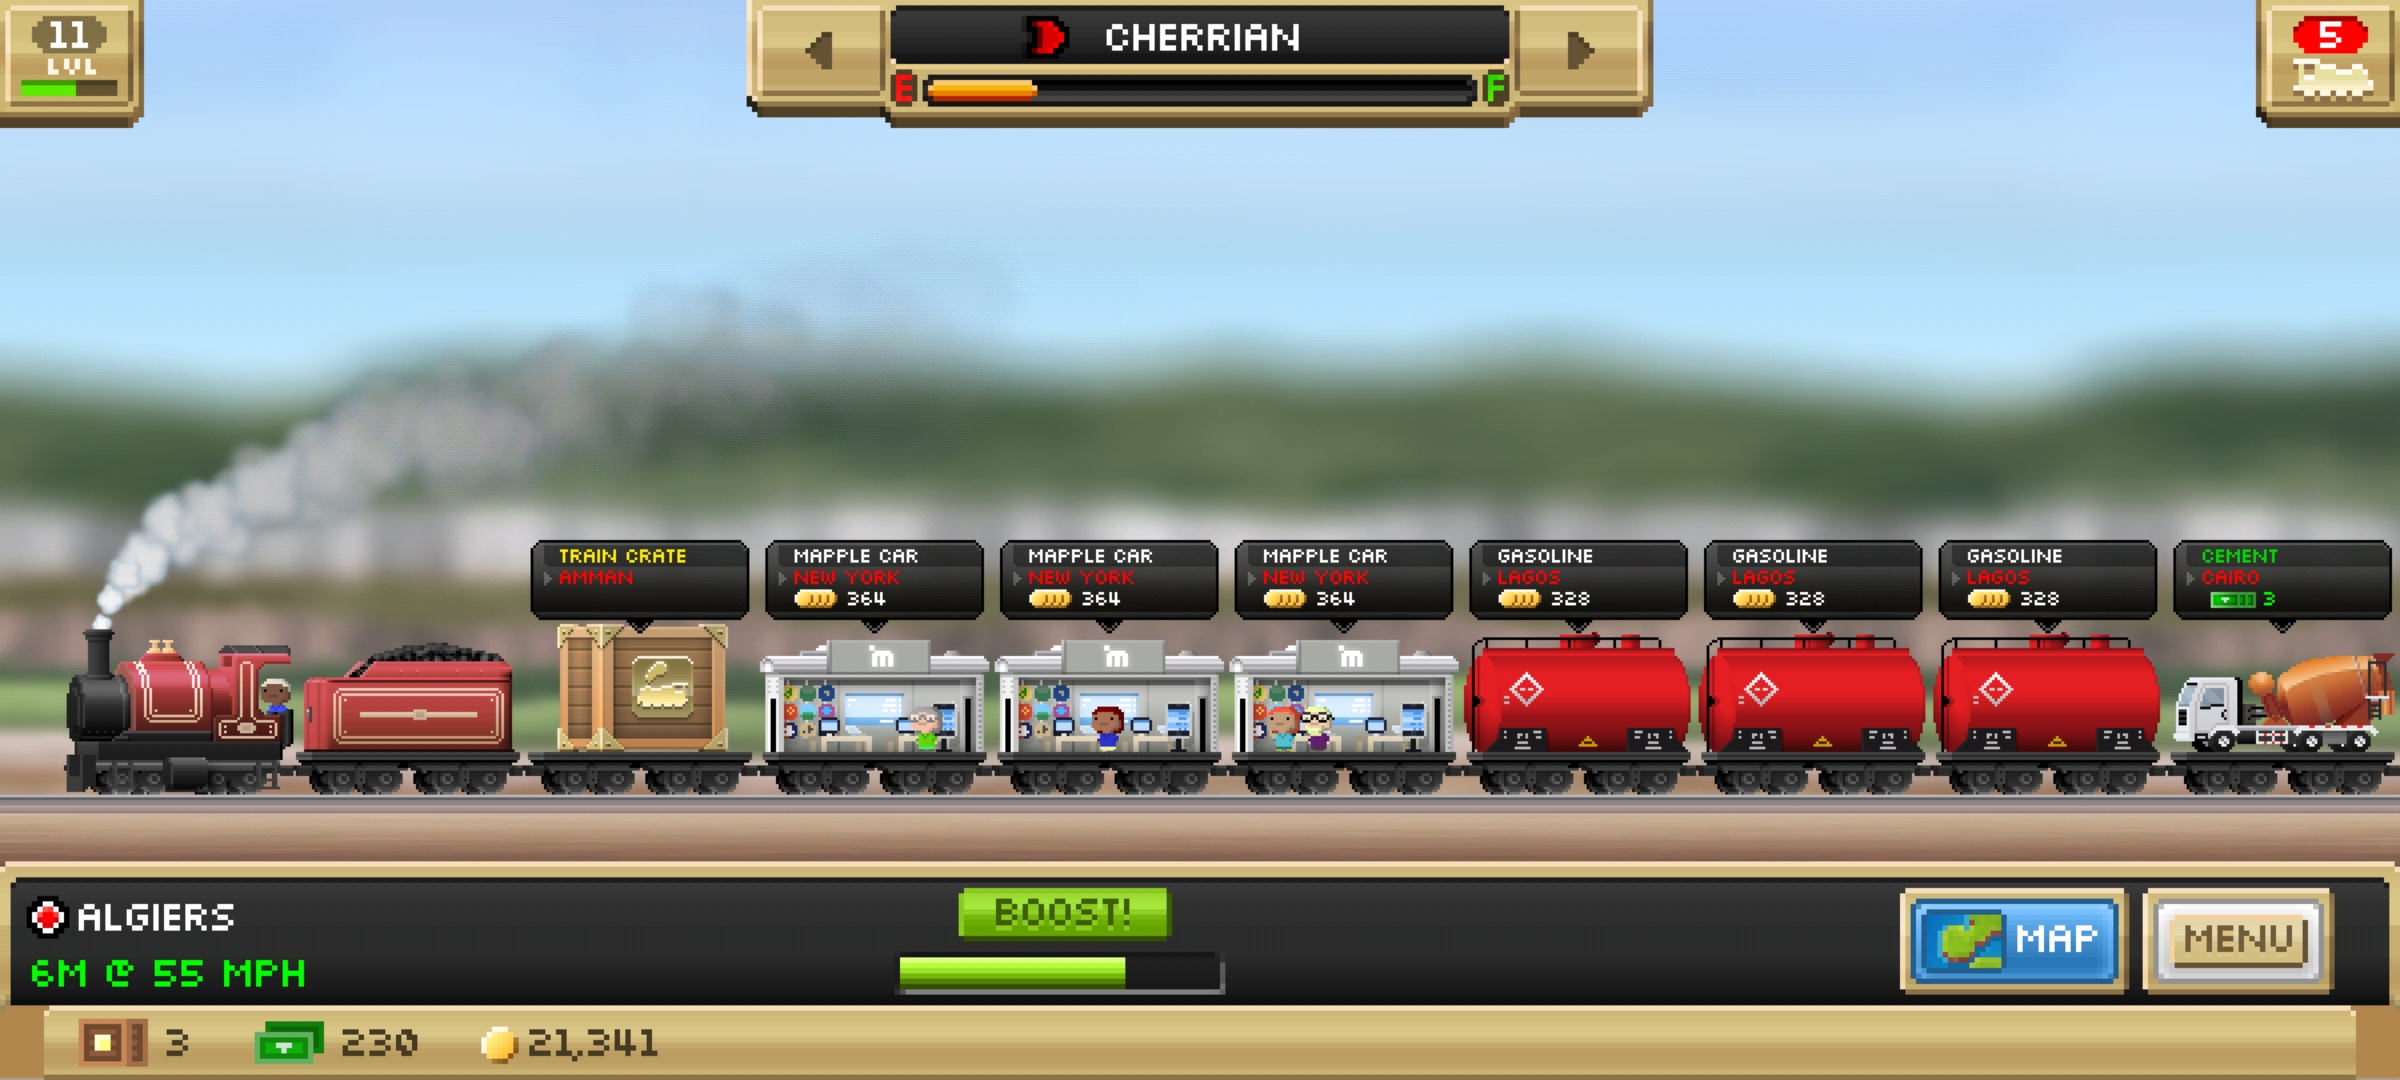 11
LVL
CHERRIAN
E
F
5
TRAIN CRATE
AMMAN
MAPPLE CAR
NEW YORK
364
MAPPLE CAR
NEW YORK
364
MAPPLE CAR
NEW YORK
364
GASOLINE
LAGOS
328
GASOLINE
LAGOS
328
GASOLINE
LAGOS
328
CEMENT
CAIRO
3
m
m
m
ALGIERS
6M @ 55 MPH
BOOST!
MAP
MENU
3
230
21,341